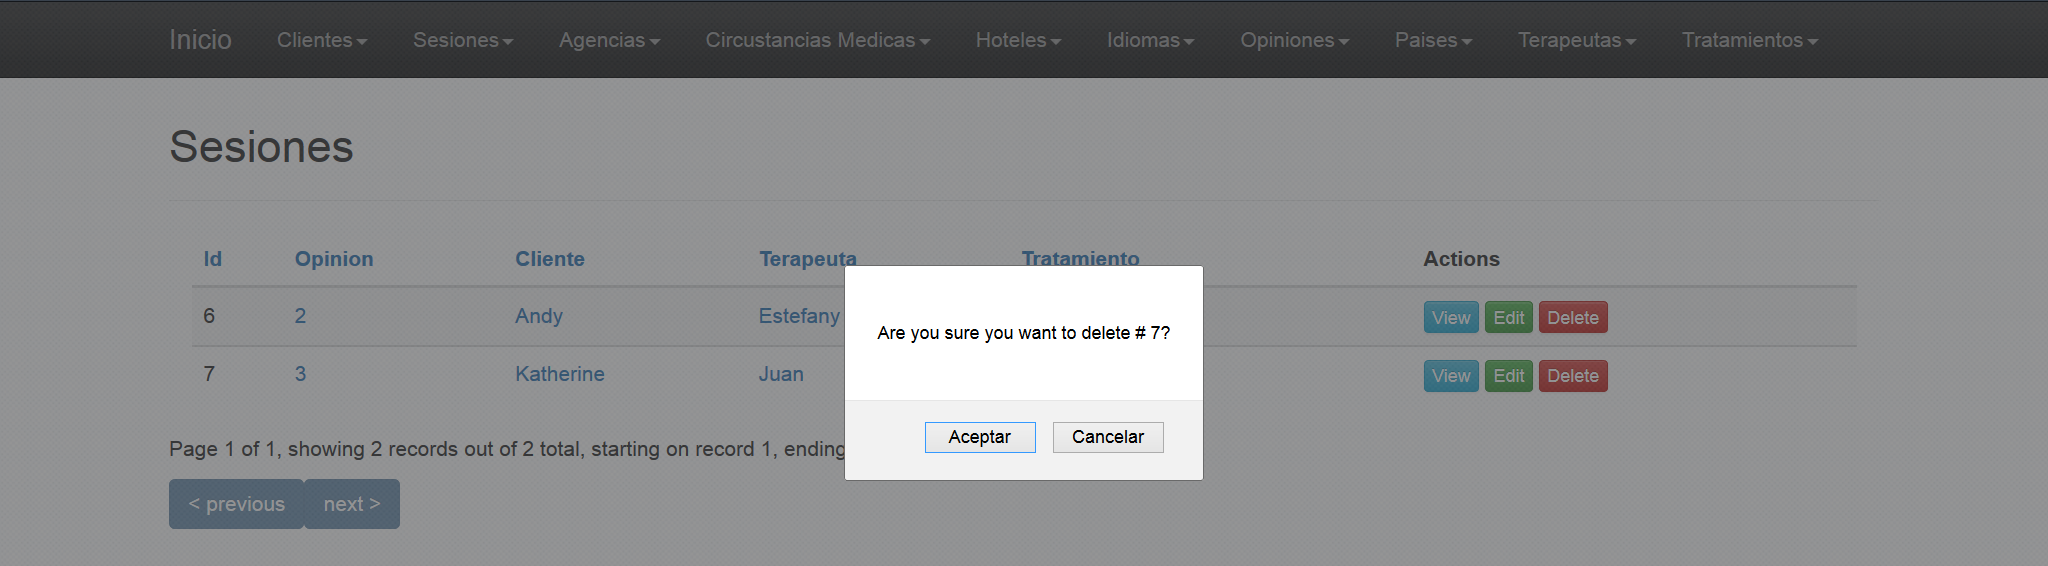 Inicio Clientes Sesiones Agencias Circustancias Medicas Hoteles Idiomas Opiniones Paises Terapeutas Tratamientos
Sesiones
Id Opinion Cliente Terapeuta Tratamiento Actions
6 2 Andy Estefany View Edit Delete
7 3 Katherine Juan View Edit Delete
Are you sure you want to delete # 7?
Aceptar Cancelar
Page 1 of 1, showing 2 records out of 2 total, starting on record 1, ending
< previous next >